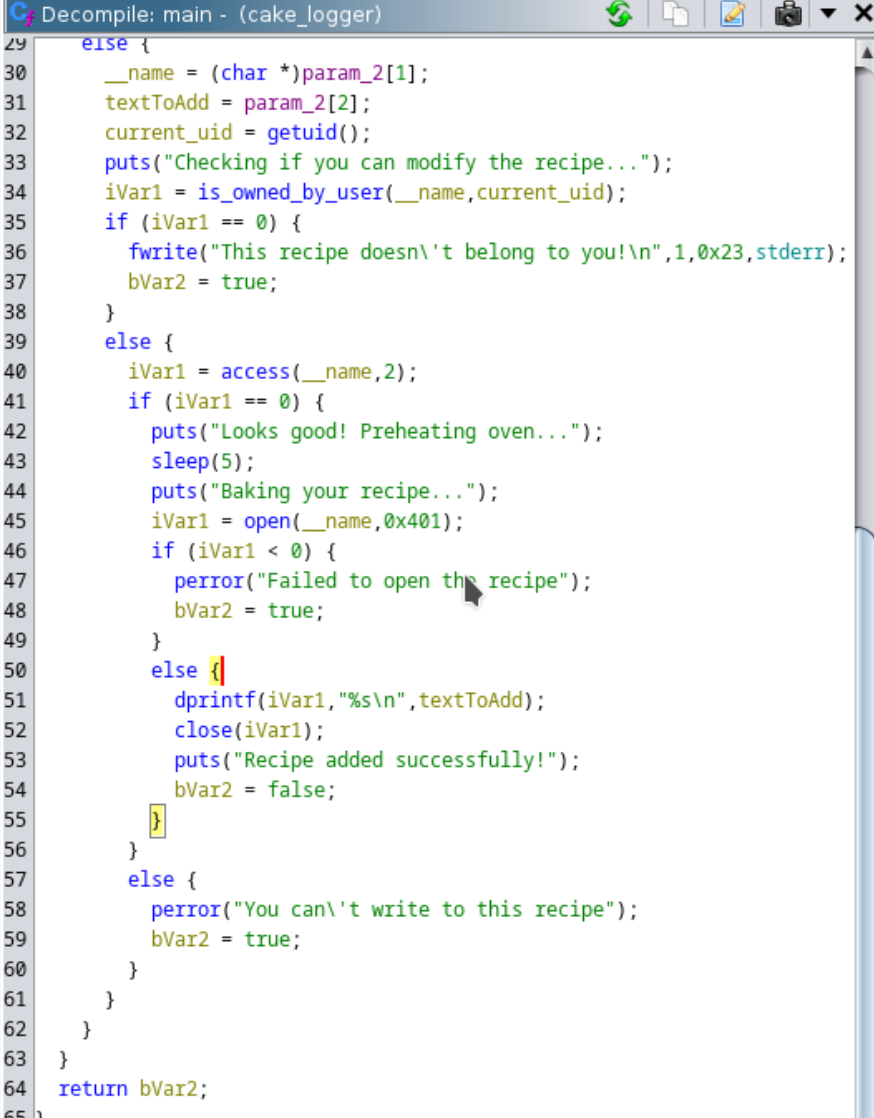 Decompile: main - (cake_logger)
29 else {
30 __name = (char *)param_2[1];
31 textToAdd = param_2[2];
32 current_uid = getuid();
33 puts("Checking if you can modify the recipe...");
34 iVar1 = is_owned_by_user(__name,current_uid);
35 if (iVar1 == 0) {
36 fwrite("This recipe doesn\'t belong to you!\n",1,0x23,stderr);
37 bVar2 = true;
38 }
39 else {
40 iVar1 = access(__name,2);
41 if (iVar1 == 0) {
42 puts("Looks good! Preheating oven...");
43 sleep(5);
44 puts("Baking your recipe...");
45 iVar1 = open(__name,0x401);
46 if (iVar1 < 0) {
47 perror("Failed to open the recipe");
48 bVar2 = true;
49 }
50 else {
51 dprintf(iVar1,"%s\n",textToAdd);
52 close(iVar1);
53 puts("Recipe added successfully!");
54 bVar2 = false;
55 }
56 }
57 else {
58 perror("You can\'t write to this recipe");
59 bVar2 = true;
60 }
61 }
62 }
63 }
64 return bVar2;
65 }